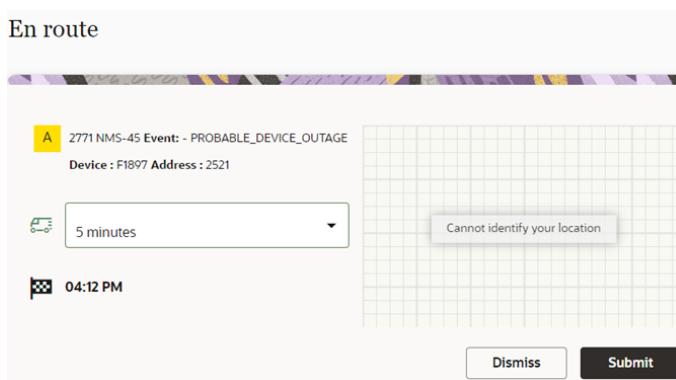 En route
A
2771 NMS-45 Event: - PROBABLE_DEVICE_OUTAGE
Device : F1897 Address : 2521
5 minutes
Cannot identify your location
04:12 PM
Dismiss
Submit